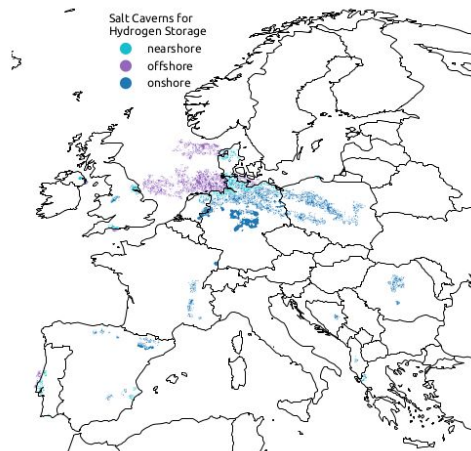 Salt Caverns for
Hydrogen Storage
nearshore
offshore
onshore